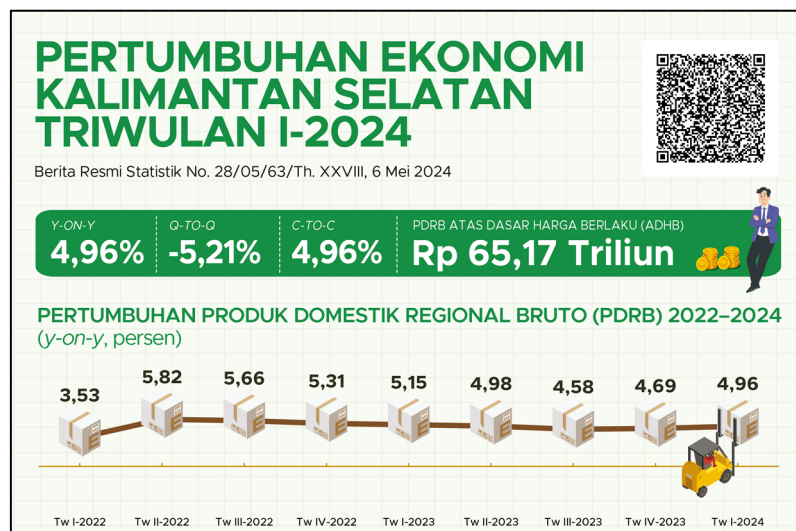 PERTUMBUHAN EKONOMI
KALIMANTAN SELATAN
TRIWULAN I-2024
Berita Resmi Statistik No. 28/05/63/Th. XXVIII, 6 Mei 2024
Y-ON-Y
4,96%
Q-TO-Q
-5,21%
C-TO-C
4,96%
PDRB ATAS DASAR HARGA BERLAKU (ADHB)
Rp 65,17 Triliun
PERTUMBUHAN PRODUK DOMESTIK REGIONAL BRUTO (PDRB) 2022–2024
(y-on-y, persen)
3,53 5,82 5,66 5,31 5,15 4,98 4,58 4,69 4,96
Tw I-2022 Tw II-2022 Tw III-2022 Tw IV-2022 Tw I-2023 Tw II-2023 Tw III-2023 Tw IV-2023 Tw I-2024